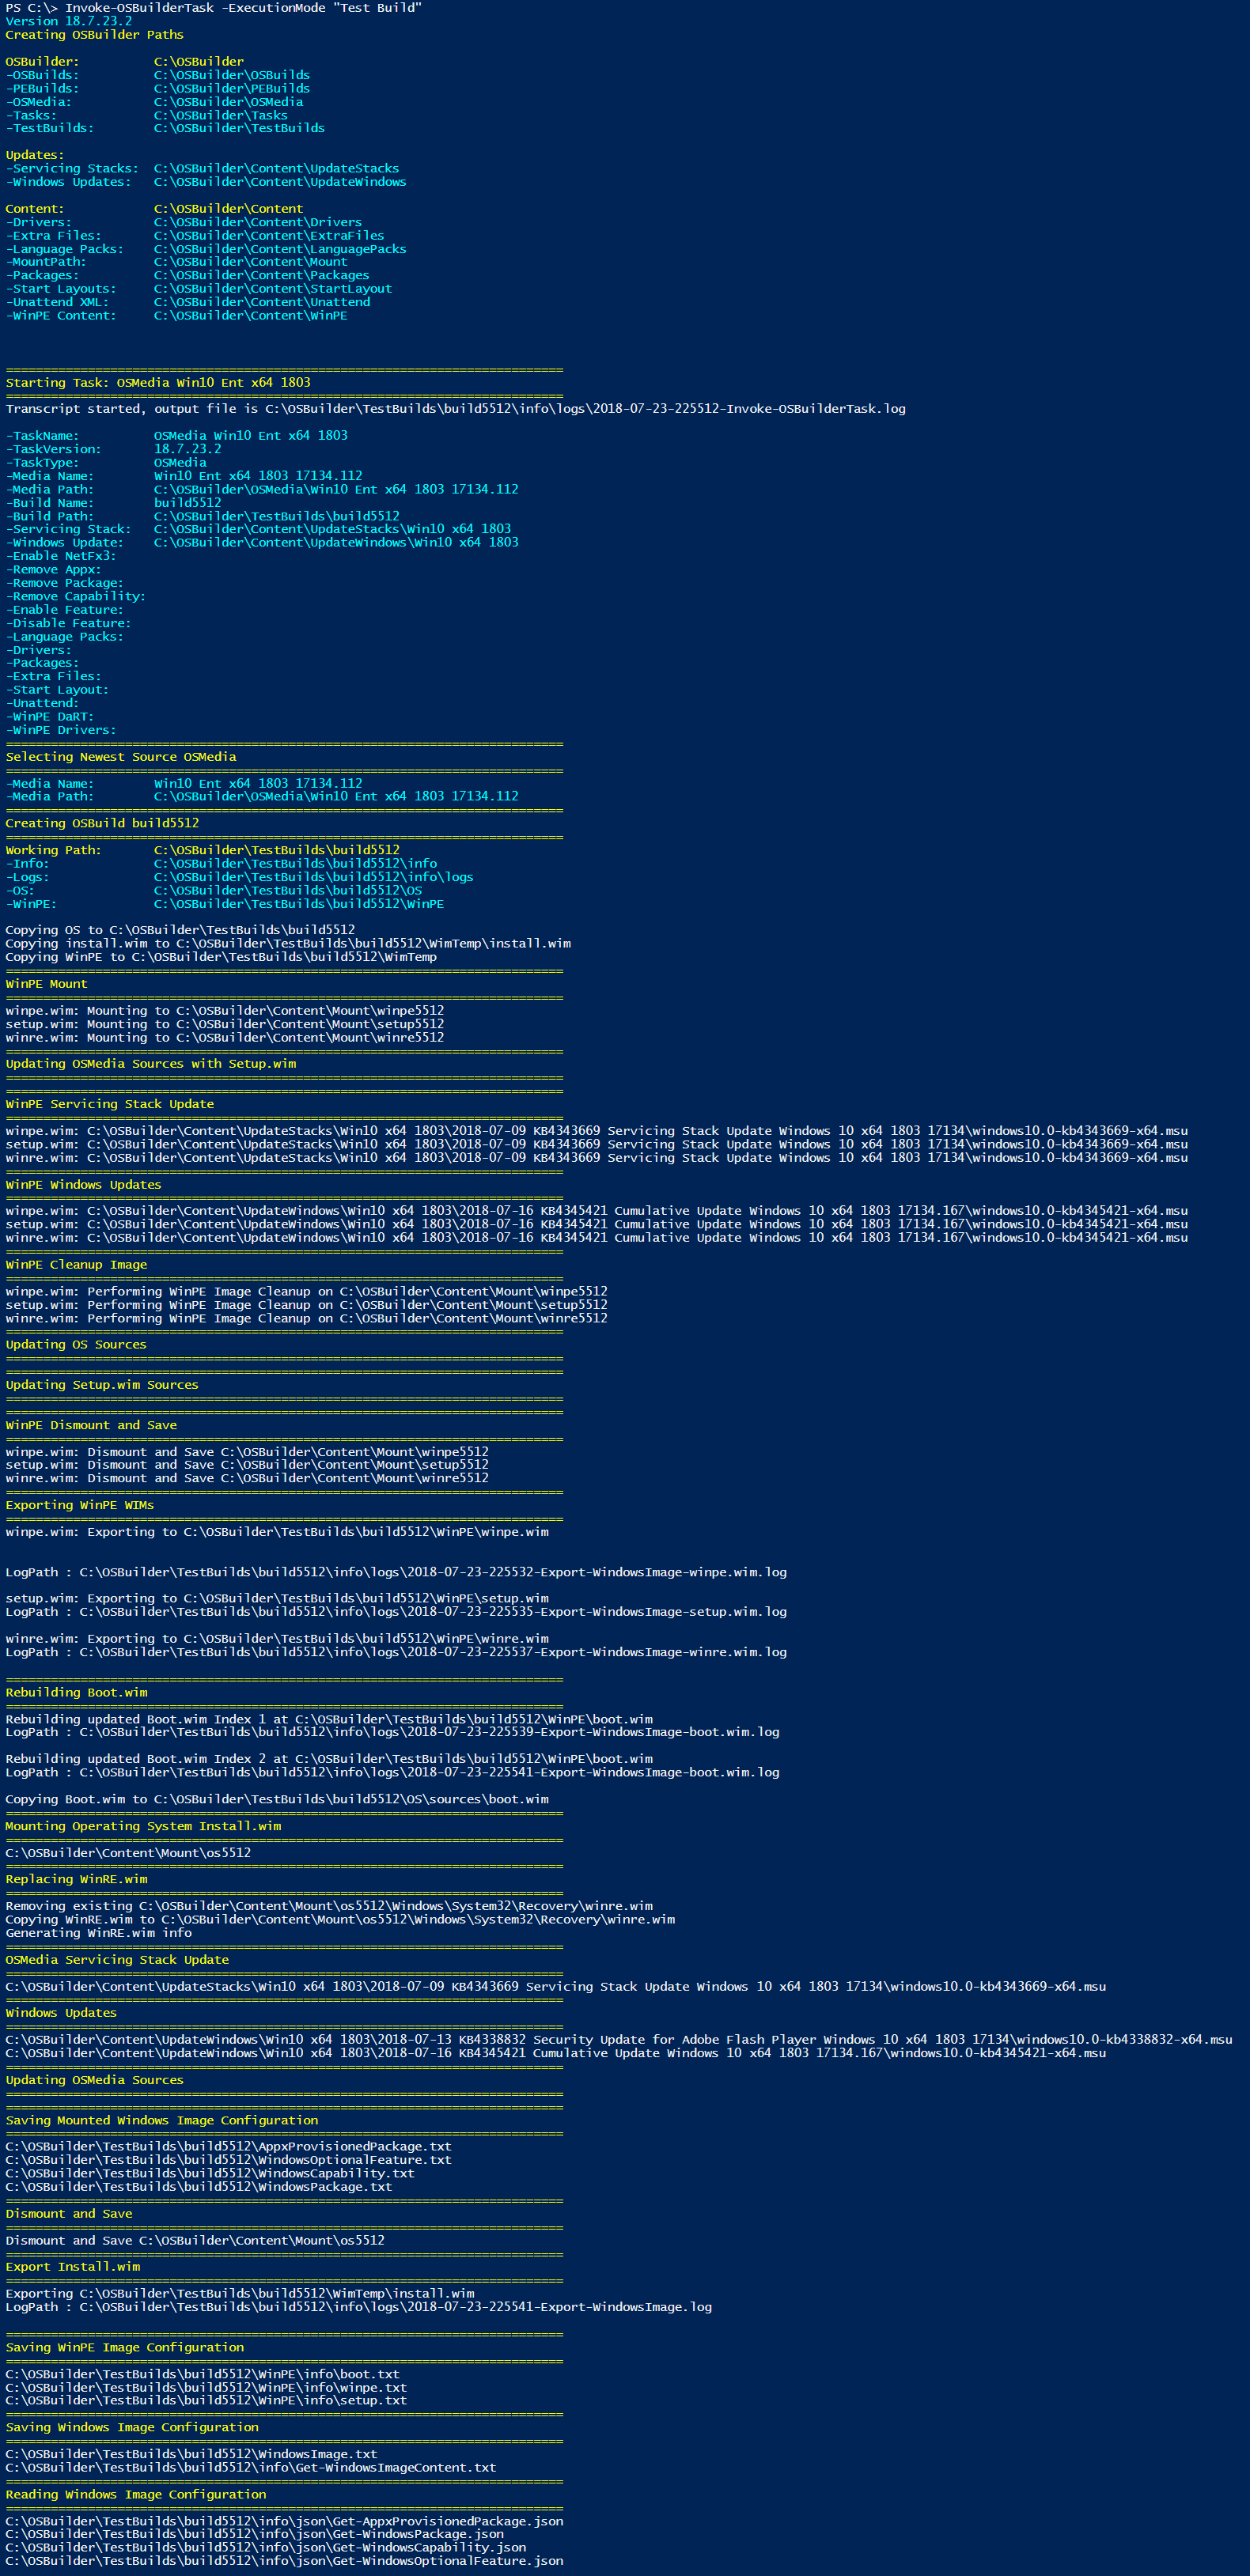 PS C:\> Invoke-OSBuilderTask -ExecutionMode "Test Build"
Version 18.7.23.2
Creating OSBuilder Paths

OSBuilder:          C:\OSBuilder
-OSBuilds:          C:\OSBuilder\OSBuilds
-PEBuilds:          C:\OSBuilder\PEBuilds
-OSMedia:           C:\OSBuilder\OSMedia
-Tasks:             C:\OSBuilder\Tasks
-TestBuilds:        C:\OSBuilder\TestBuilds

Updates:
-Servicing Stacks:  C:\OSBuilder\Content\UpdateStacks
-Windows Updates:   C:\OSBuilder\Content\UpdateWindows

Content:            C:\OSBuilder\Content
-Drivers:           C:\OSBuilder\Content\Drivers
-Extra Files:       C:\OSBuilder\Content\ExtraFiles
-Language Packs:    C:\OSBuilder\Content\LanguagePacks
-MountPath:         C:\OSBuilder\Content\Mount
-Packages:          C:\OSBuilder\Content\Packages
-Start Layouts:     C:\OSBuilder\Content\StartLayout
-Unattend XML:      C:\OSBuilder\Content\Unattend
-WinPE Content:     C:\OSBuilder\Content\WinPE

===========================================================================
Starting Task: OSMedia Win10 Ent x64 1803
===========================================================================
Transcript started, output file is C:\OSBuilder\TestBuilds\build5512\info\logs\2018-07-23-225512-Invoke-OSBuilderTask.log

-TaskName:          OSMedia Win10 Ent x64 1803
-TaskVersion:       18.7.23.2
-TaskType:          OSMedia
-Media Name:        Win10 Ent x64 1803 17134.112
-Media Path:        C:\OSBuilder\OSMedia\Win10 Ent x64 1803 17134.112
-Build Name:        build5512
-Build Path:        C:\OSBuilder\TestBuilds\build5512
-Servicing Stack:   C:\OSBuilder\Content\UpdateStacks\Win10 x64 1803
-Windows Update:    C:\OSBuilder\Content\UpdateWindows\Win10 x64 1803
-Enable NetFx3:
-Remove Appx:
-Remove Package:
-Remove Capability:
-Enable Feature:
-Disable Feature:
-Language Packs:
-Drivers:
-Packages:
-Extra Files:
-Start Layout:
-Unattend:
-WinPE DaRT:
-WinPE Drivers:
===========================================================================
Selecting Newest Source OSMedia
===========================================================================
-Media Name:        Win10 Ent x64 1803 17134.112
-Media Path:        C:\OSBuilder\OSMedia\Win10 Ent x64 1803 17134.112
===========================================================================
Creating OSBuild build5512
===========================================================================
Working Path:       C:\OSBuilder\TestBuilds\build5512
-Info:              C:\OSBuilder\TestBuilds\build5512\info
-Logs:              C:\OSBuilder\TestBuilds\build5512\info\logs
-OS:                C:\OSBuilder\TestBuilds\build5512\OS
-WinPE:             C:\OSBuilder\TestBuilds\build5512\WinPE

Copying OS to C:\OSBuilder\TestBuilds\build5512
Copying install.wim to C:\OSBuilder\TestBuilds\build5512\WimTemp\install.wim
Copying WinPE to C:\OSBuilder\TestBuilds\build5512\WimTemp
===========================================================================
WinPE Mount
===========================================================================
winpe.wim: Mounting to C:\OSBuilder\Content\Mount\winpe5512
setup.wim: Mounting to C:\OSBuilder\Content\Mount\setup5512
winre.wim: Mounting to C:\OSBuilder\Content\Mount\winre5512
===========================================================================
Updating OSMedia Sources with Setup.wim
===========================================================================
===========================================================================
WinPE Servicing Stack Update
===========================================================================
winpe.wim: C:\OSBuilder\Content\UpdateStacks\Win10 x64 1803\2018-07-09 KB4343669 Servicing Stack Update Windows 10 x64 1803 17134\windows10.0-kb4343669-x64.msu
setup.wim: C:\OSBuilder\Content\UpdateStacks\Win10 x64 1803\2018-07-09 KB4343669 Servicing Stack Update Windows 10 x64 1803 17134\windows10.0-kb4343669-x64.msu
winre.wim: C:\OSBuilder\Content\UpdateStacks\Win10 x64 1803\2018-07-09 KB4343669 Servicing Stack Update Windows 10 x64 1803 17134\windows10.0-kb4343669-x64.msu
===========================================================================
WinPE Windows Updates
===========================================================================
winpe.wim: C:\OSBuilder\Content\UpdateWindows\Win10 x64 1803\2018-07-16 KB4345421 Cumulative Update Windows 10 x64 1803 17134.167\windows10.0-kb4345421-x64.msu
setup.wim: C:\OSBuilder\Content\UpdateWindows\Win10 x64 1803\2018-07-16 KB4345421 Cumulative Update Windows 10 x64 1803 17134.167\windows10.0-kb4345421-x64.msu
winre.wim: C:\OSBuilder\Content\UpdateWindows\Win10 x64 1803\2018-07-16 KB4345421 Cumulative Update Windows 10 x64 1803 17134.167\windows10.0-kb4345421-x64.msu
===========================================================================
WinPE Cleanup Image
===========================================================================
winpe.wim: Performing WinPE Image Cleanup on C:\OSBuilder\Content\Mount\winpe5512
setup.wim: Performing WinPE Image Cleanup on C:\OSBuilder\Content\Mount\setup5512
winre.wim: Performing WinPE Image Cleanup on C:\OSBuilder\Content\Mount\winre5512
===========================================================================
Updating OS Sources
===========================================================================
===========================================================================
Updating Setup.wim Sources
===========================================================================
===========================================================================
WinPE Dismount and Save
===========================================================================
winpe.wim: Dismount and Save C:\OSBuilder\Content\Mount\winpe5512
setup.wim: Dismount and Save C:\OSBuilder\Content\Mount\setup5512
winre.wim: Dismount and Save C:\OSBuilder\Content\Mount\winre5512
===========================================================================
Exporting WinPE WIMs
===========================================================================
winpe.wim: Exporting to C:\OSBuilder\TestBuilds\build5512\WinPE\winpe.wim

LogPath : C:\OSBuilder\TestBuilds\build5512\info\logs\2018-07-23-225532-Export-WindowsImage-winpe.wim.log

setup.wim: Exporting to C:\OSBuilder\TestBuilds\build5512\WinPE\setup.wim
LogPath : C:\OSBuilder\TestBuilds\build5512\info\logs\2018-07-23-225535-Export-WindowsImage-setup.wim.log

winre.wim: Exporting to C:\OSBuilder\TestBuilds\build5512\WinPE\winre.wim
LogPath : C:\OSBuilder\TestBuilds\build5512\info\logs\2018-07-23-225537-Export-WindowsImage-winre.wim.log

===========================================================================
Rebuilding Boot.wim
===========================================================================
Rebuilding updated Boot.wim Index 1 at C:\OSBuilder\TestBuilds\build5512\WinPE\boot.wim
LogPath : C:\OSBuilder\TestBuilds\build5512\info\logs\2018-07-23-225539-Export-WindowsImage-boot.wim.log

Rebuilding updated Boot.wim Index 2 at C:\OSBuilder\TestBuilds\build5512\WinPE\boot.wim
LogPath : C:\OSBuilder\TestBuilds\build5512\info\logs\2018-07-23-225541-Export-WindowsImage-boot.wim.log

Copying Boot.wim to C:\OSBuilder\TestBuilds\build5512\OS\sources\boot.wim
===========================================================================
Mounting Operating System Install.wim
===========================================================================
C:\OSBuilder\Content\Mount\os5512
===========================================================================
Replacing WinRE.wim
===========================================================================
Removing existing C:\OSBuilder\Content\Mount\os5512\Windows\System32\Recovery\winre.wim
Copying WinRE.wim to C:\OSBuilder\Content\Mount\os5512\Windows\System32\Recovery\winre.wim
Generating WinRE.wim info
===========================================================================
OSMedia Servicing Stack Update
===========================================================================
C:\OSBuilder\Content\UpdateStacks\Win10 x64 1803\2018-07-09 KB4343669 Servicing Stack Update Windows 10 x64 1803 17134\windows10.0-kb4343669-x64.msu
===========================================================================
Windows Updates
===========================================================================
C:\OSBuilder\Content\UpdateWindows\Win10 x64 1803\2018-07-13 KB4338832 Security Update for Adobe Flash Player Windows 10 x64 1803 17134\windows10.0-kb4338832-x64.msu
C:\OSBuilder\Content\UpdateWindows\Win10 x64 1803\2018-07-16 KB4345421 Cumulative Update Windows 10 x64 1803 17134.167\windows10.0-kb4345421-x64.msu
===========================================================================
Updating OSMedia Sources
===========================================================================
===========================================================================
Saving Mounted Windows Image Configuration
===========================================================================
C:\OSBuilder\TestBuilds\build5512\AppxProvisionedPackage.txt
C:\OSBuilder\TestBuilds\build5512\WindowsOptionalFeature.txt
C:\OSBuilder\TestBuilds\build5512\WindowsCapability.txt
C:\OSBuilder\TestBuilds\build5512\WindowsPackage.txt
===========================================================================
Dismount and Save
===========================================================================
Dismount and Save C:\OSBuilder\Content\Mount\os5512
===========================================================================
Export Install.wim
===========================================================================
Exporting C:\OSBuilder\TestBuilds\build5512\WimTemp\install.wim
LogPath : C:\OSBuilder\TestBuilds\build5512\info\logs\2018-07-23-225541-Export-WindowsImage.log

===========================================================================
Saving WinPE Image Configuration
===========================================================================
C:\OSBuilder\TestBuilds\build5512\WinPE\info\boot.txt
C:\OSBuilder\TestBuilds\build5512\WinPE\info\winpe.txt
C:\OSBuilder\TestBuilds\build5512\WinPE\info\setup.txt
===========================================================================
Saving Windows Image Configuration
===========================================================================
C:\OSBuilder\TestBuilds\build5512\WindowsImage.txt
C:\OSBuilder\TestBuilds\build5512\info\Get-WindowsImageContent.txt
===========================================================================
Reading Windows Image Configuration
===========================================================================
C:\OSBuilder\TestBuilds\build5512\info\json\Get-AppxProvisionedPackage.json
C:\OSBuilder\TestBuilds\build5512\info\json\Get-WindowsPackage.json
C:\OSBuilder\TestBuilds\build5512\info\json\Get-WindowsCapability.json
C:\OSBuilder\TestBuilds\build5512\info\json\Get-WindowsOptionalFeature.json